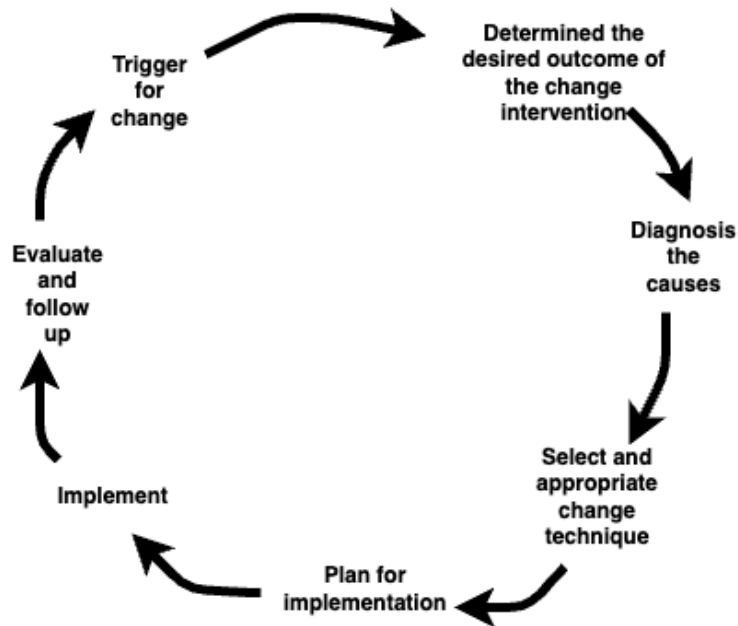 Trigger
for
change
Determined the
desired outcome of
the change
intervention
Diagnosis
the
causes
Select and
appropriate
change
technique
Plan for
implementation
Implement
Evaluate
and
follow
up